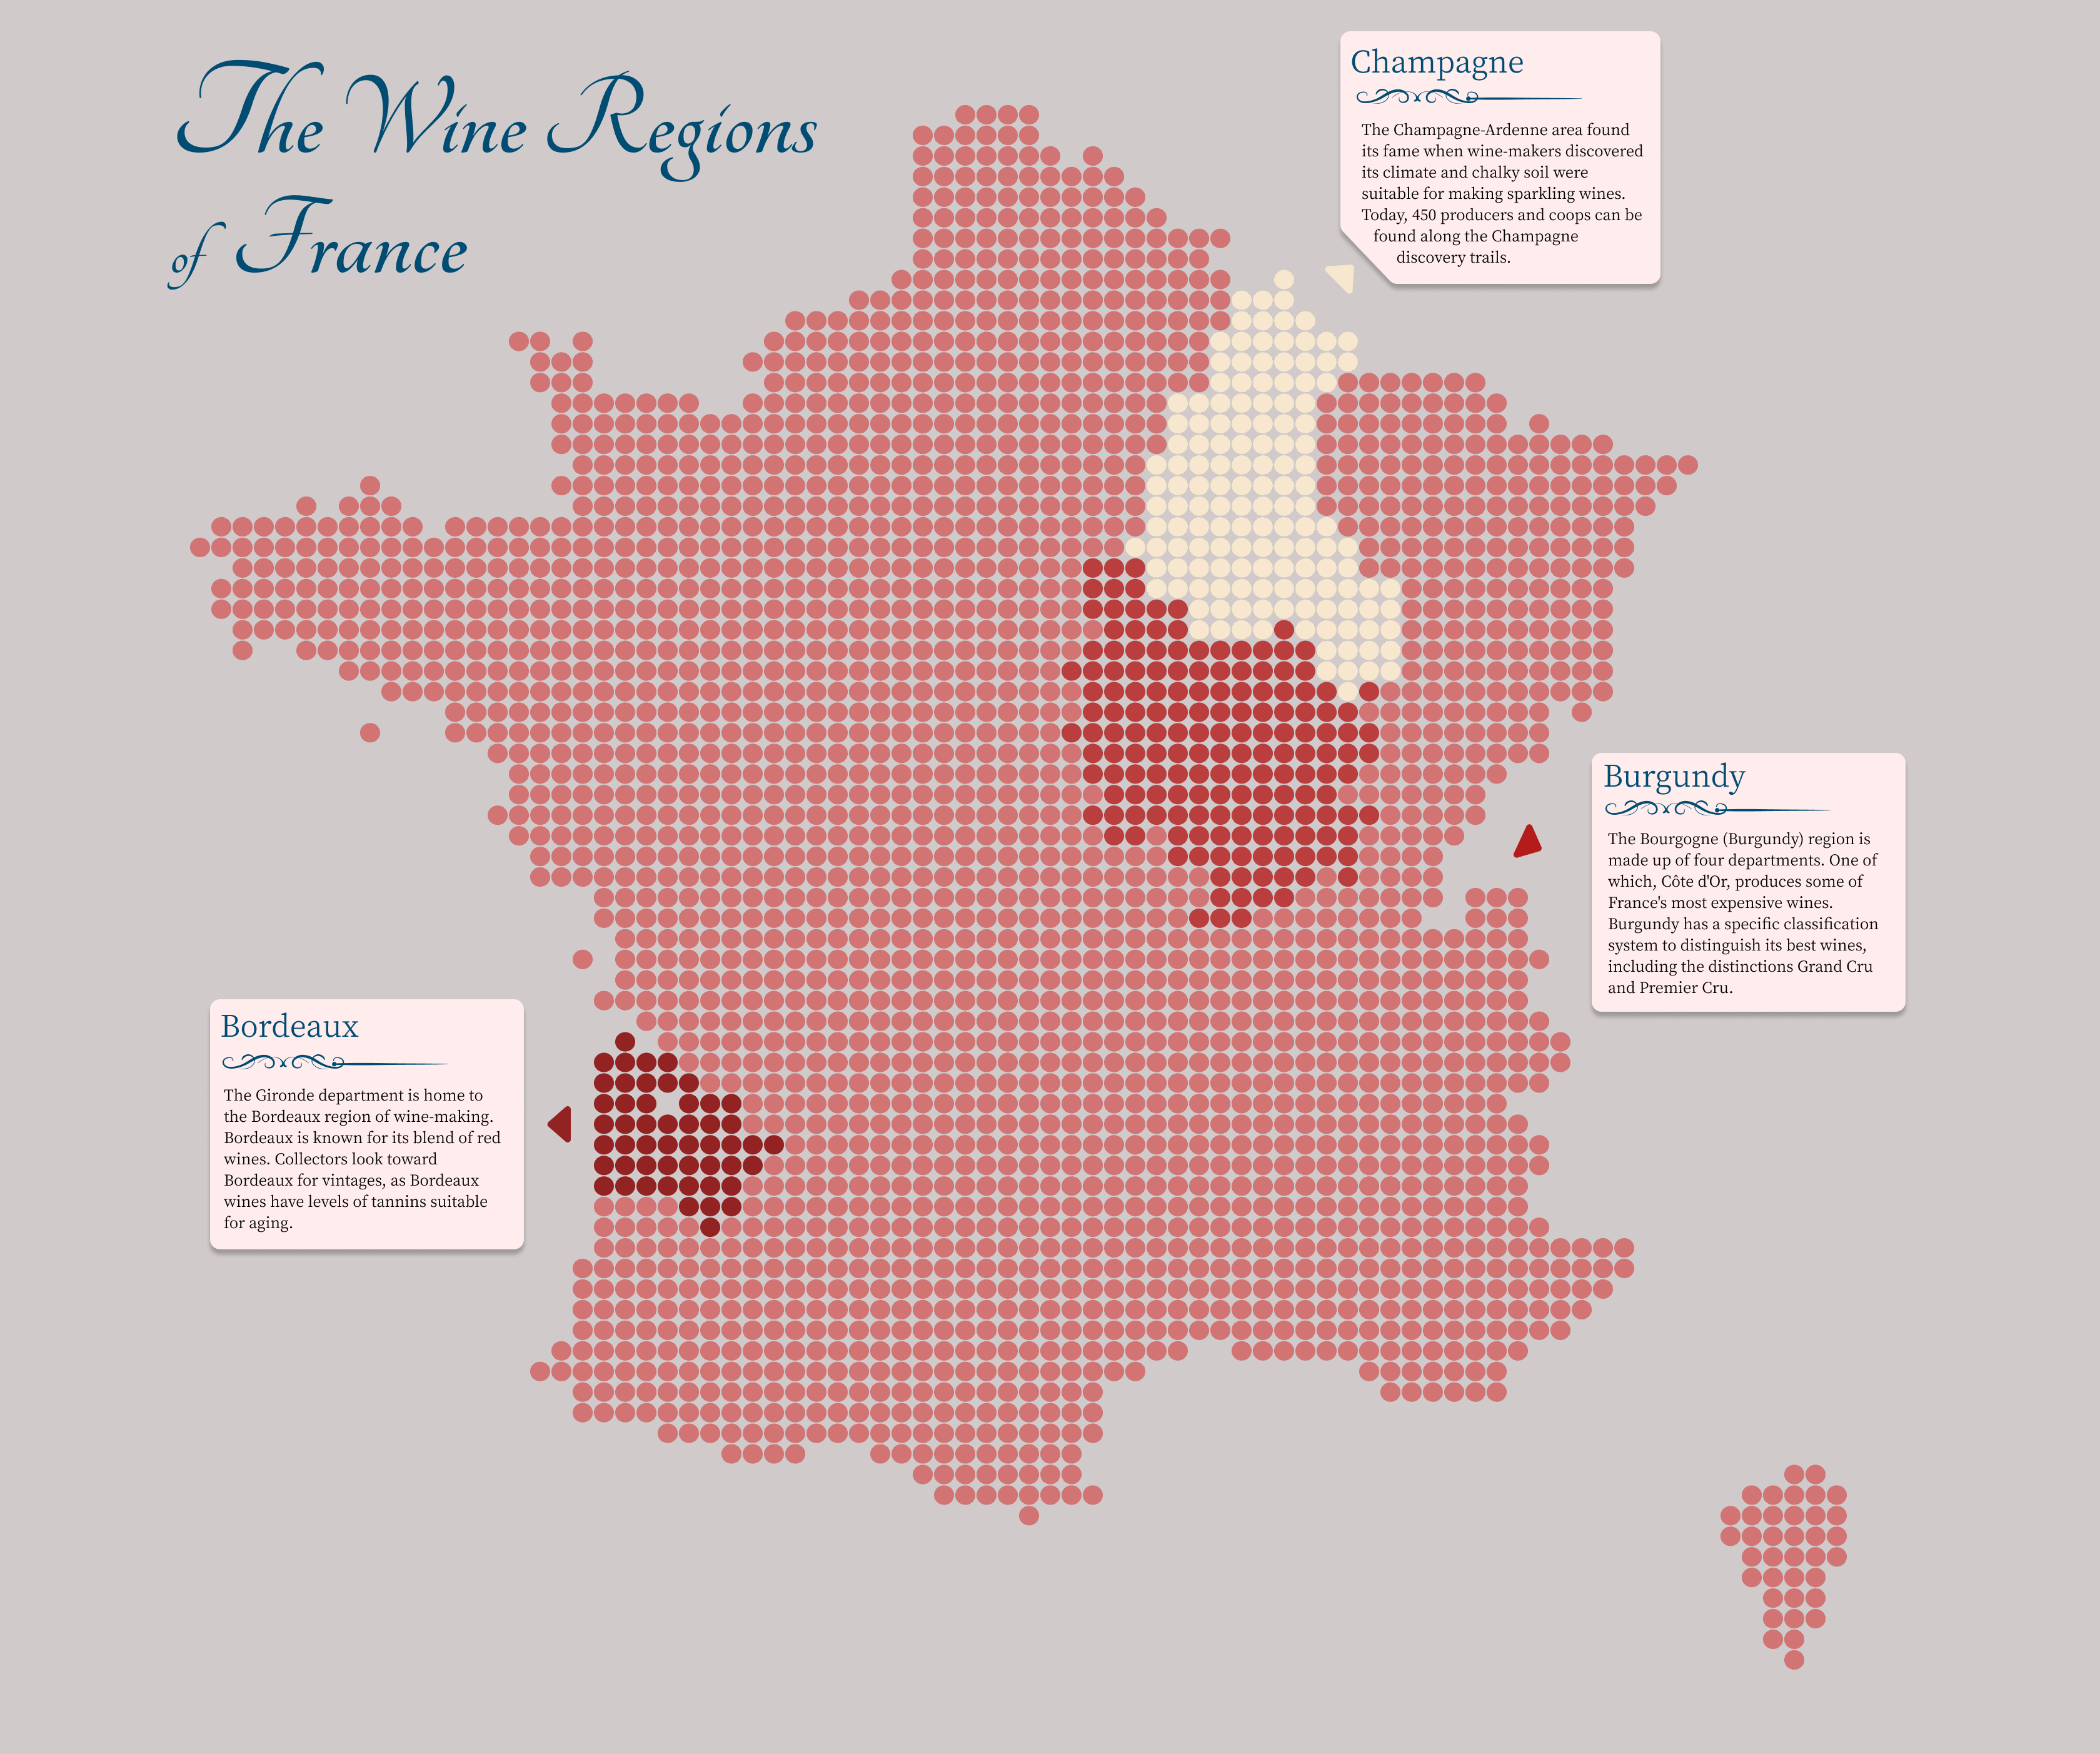 The Wine Regions
of France
Champagne
The Champagne-Ardenne area found
its fame when wine-makers discovered
its climate and chalky soil were
suitable for making sparkling wines.
Today, 450 producers and coops can be
found along the Champagne
discovery trails.
Burgundy
The Bourgogne (Burgundy) region is
made up of four departments. One of
which, Côte d'Or, produces some of
France's most expensive wines.
Burgundy has a specific classification
system to distinguish its best wines,
including the distinctions Grand Cru
and Premier Cru.
Bordeaux
The Gironde department is home to
the Bordeaux region of wine-making.
Bordeaux is known for its blend of red
wines. Collectors look toward
Bordeaux for vintages, as Bordeaux
wines have levels of tannins suitable
for aging.